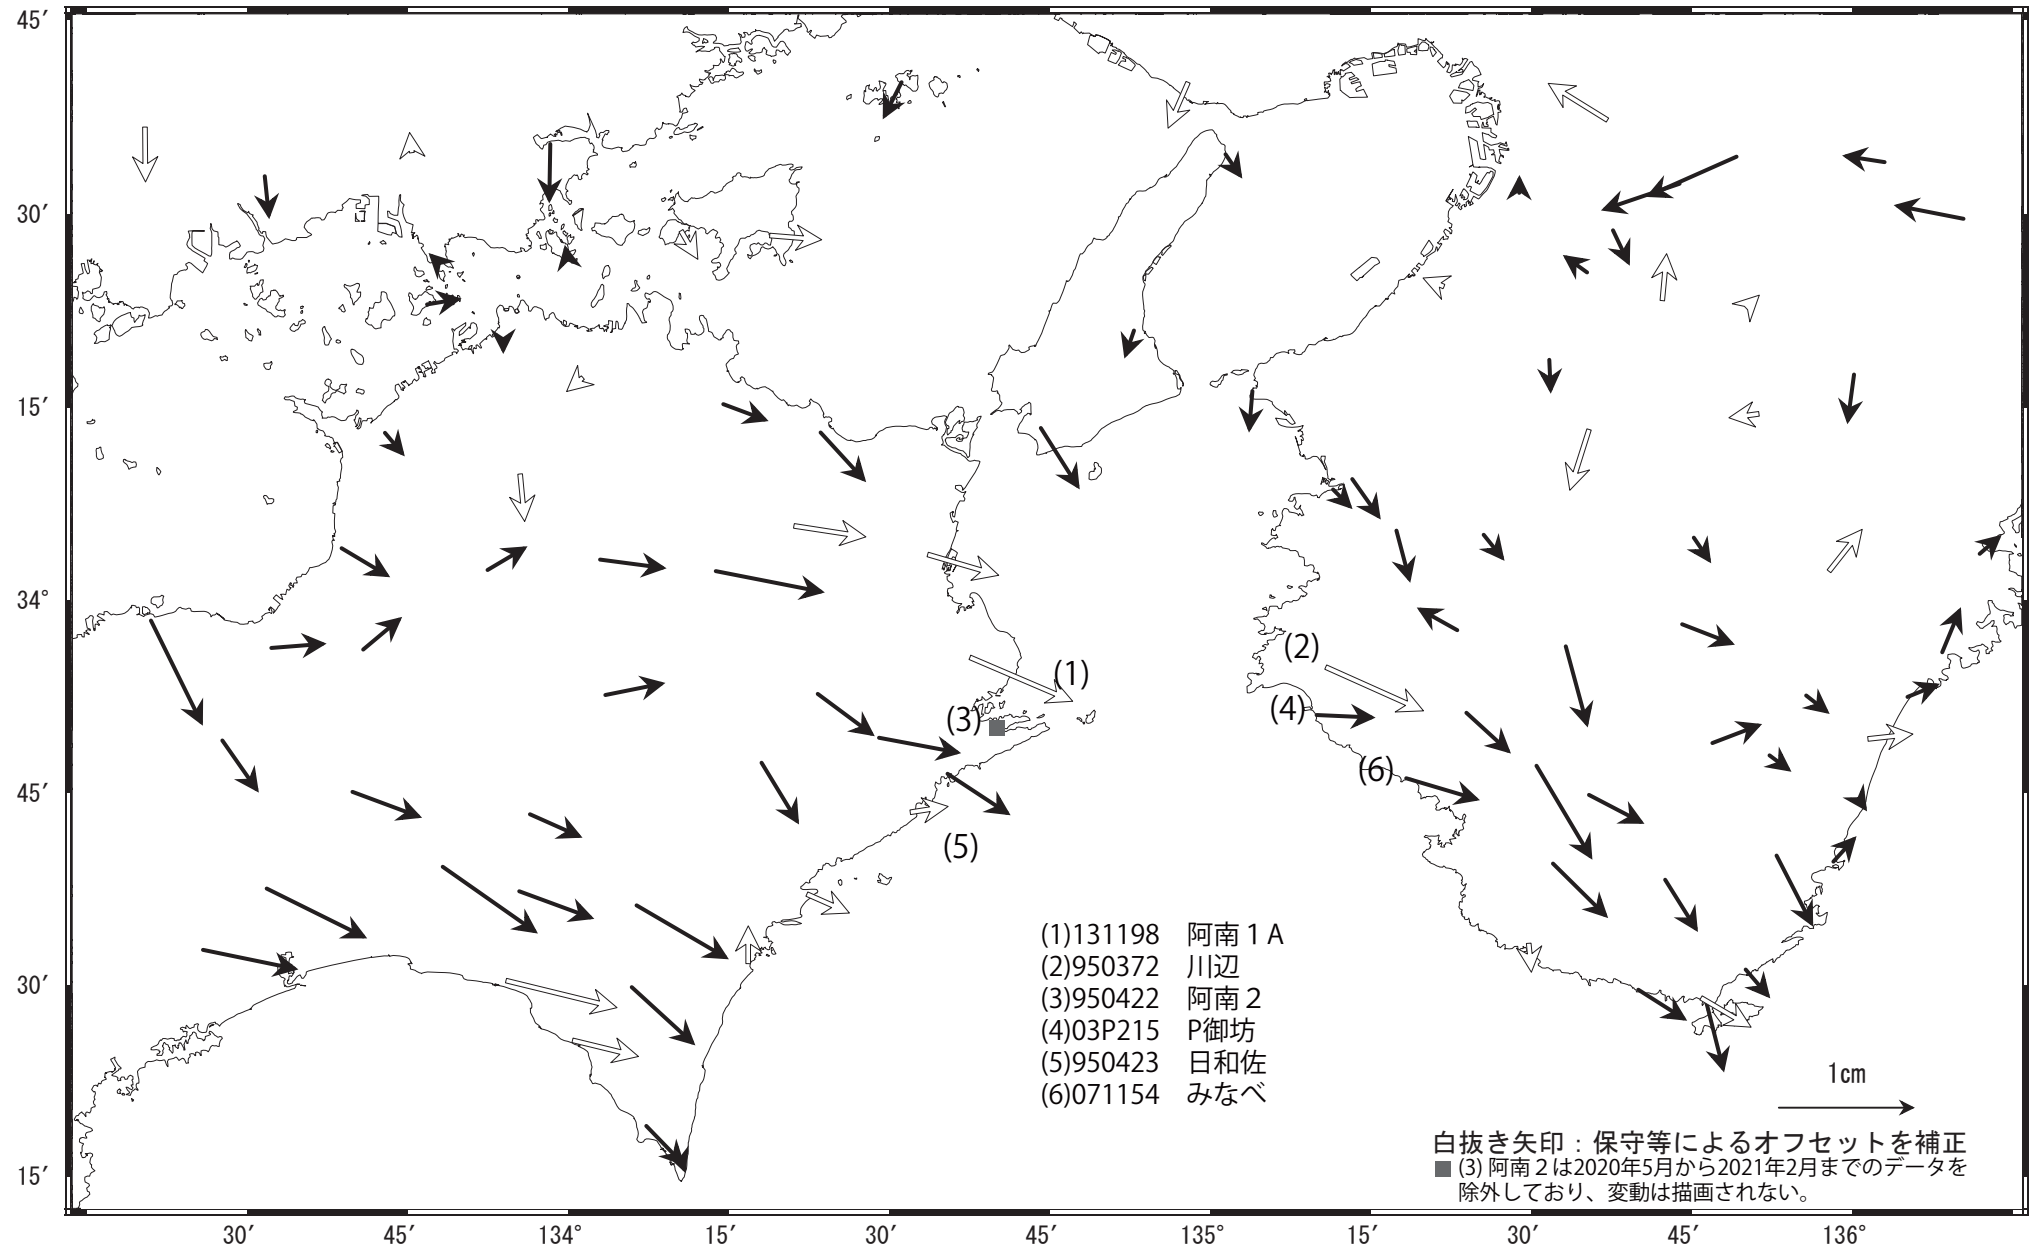 45′
30′
15′
34°
45′
30′
15′
(1)
(2)
(3)
(4)
(5)
(6)
(1)131198 阿南1A
(2)950372 川辺
(3)950422 阿南2
(4)03P215 P御坊
(5)950423 日和佐
(6)071154 みなべ
1cm
白抜き矢印：保守等によるオフセットを補正
■ (3) 阿南2は2020年5月から2021年2月までのデータを
除外しており、変動は描画されない。
30′ 45′ 134° 15′ 30′ 45′ 135° 15′ 30′ 45′ 136°